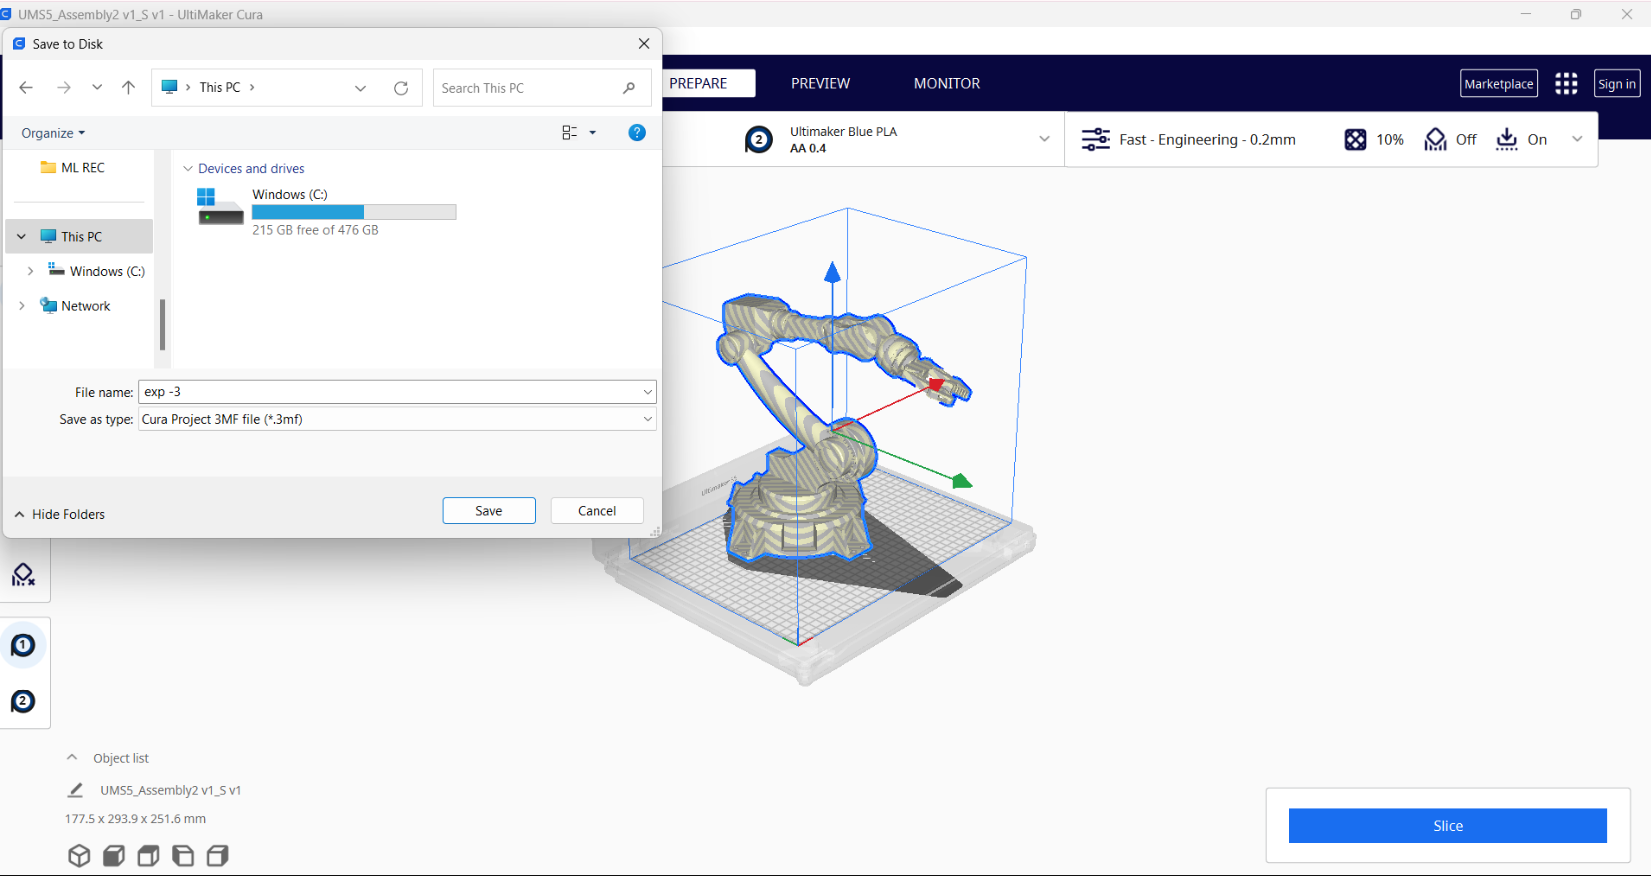 UMS5_Assembly2 v1_S v1 - UltiMaker Cura
Save to Disk
This PC
Search This PC
Organize
ML REC
This PC
Windows (C:)
Network
Devices and drives
Windows (C:)
215 GB free of 476 GB
File name: exp -3
Save as type: Cura Project 3MF file (*.3mf)
Hide Folders
Save
Cancel
PREPARE
PREVIEW
MONITOR
Marketplace
Sign in
2
Ultimaker Blue PLA
AA 0.4
Fast - Engineering - 0.2mm
10%
Off
On
Ultimaker
1
2
Object list
UMS5_Assembly2 v1_S v1
177.5 x 293.9 x 251.6 mm
Slice